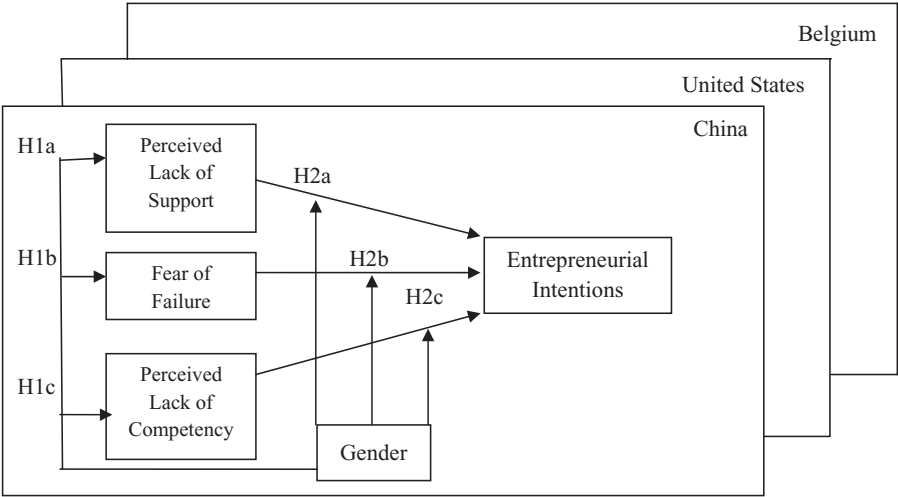 Belgium
United States
China
H1a
Perceived
Lack of
Support
H2a
H1b
Fear of
Failure
H2b
H2c
Entrepreneurial
Intentions
H1c
Perceived
Lack of
Competency
Gender